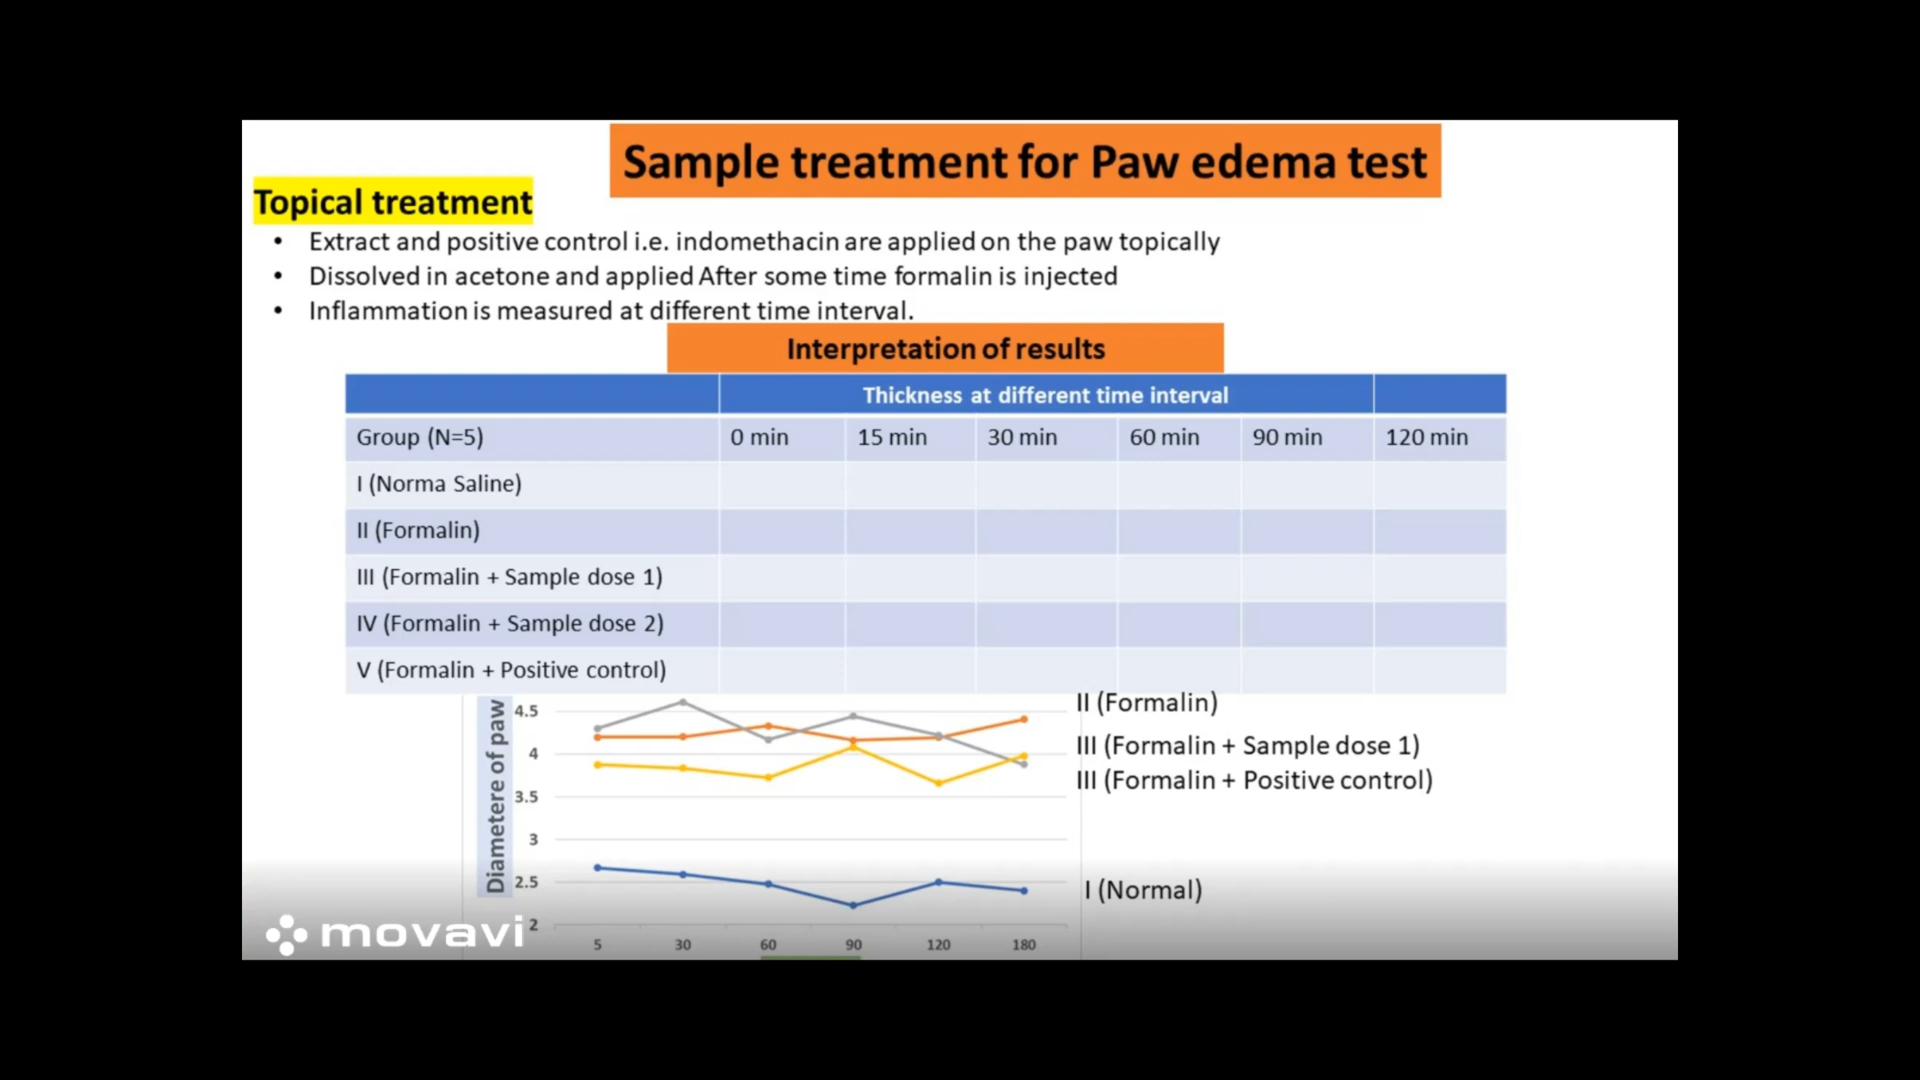 Sample treatment for Paw edema test
Topical treatment
• Extract and positive control i.e. indomethacin are applied on the paw topically
• Dissolved in acetone and applied After some time formalin is injected
• Inflammation is measured at different time interval.
Interpretation of results
Thickness at different time interval
Group (N=5) 0 min 15 min 30 min 60 min 90 min 120 min
I (Norma Saline)
II (Formalin)
III (Formalin + Sample dose 1)
IV (Formalin + Sample dose 2)
V (Formalin + Positive control)
Diametere of paw
4.5
4
3.5
3
2.5
2
5 30 60 90 120 180
II (Formalin)
III (Formalin + Sample dose 1)
III (Formalin + Positive control)
I (Normal)
movavi